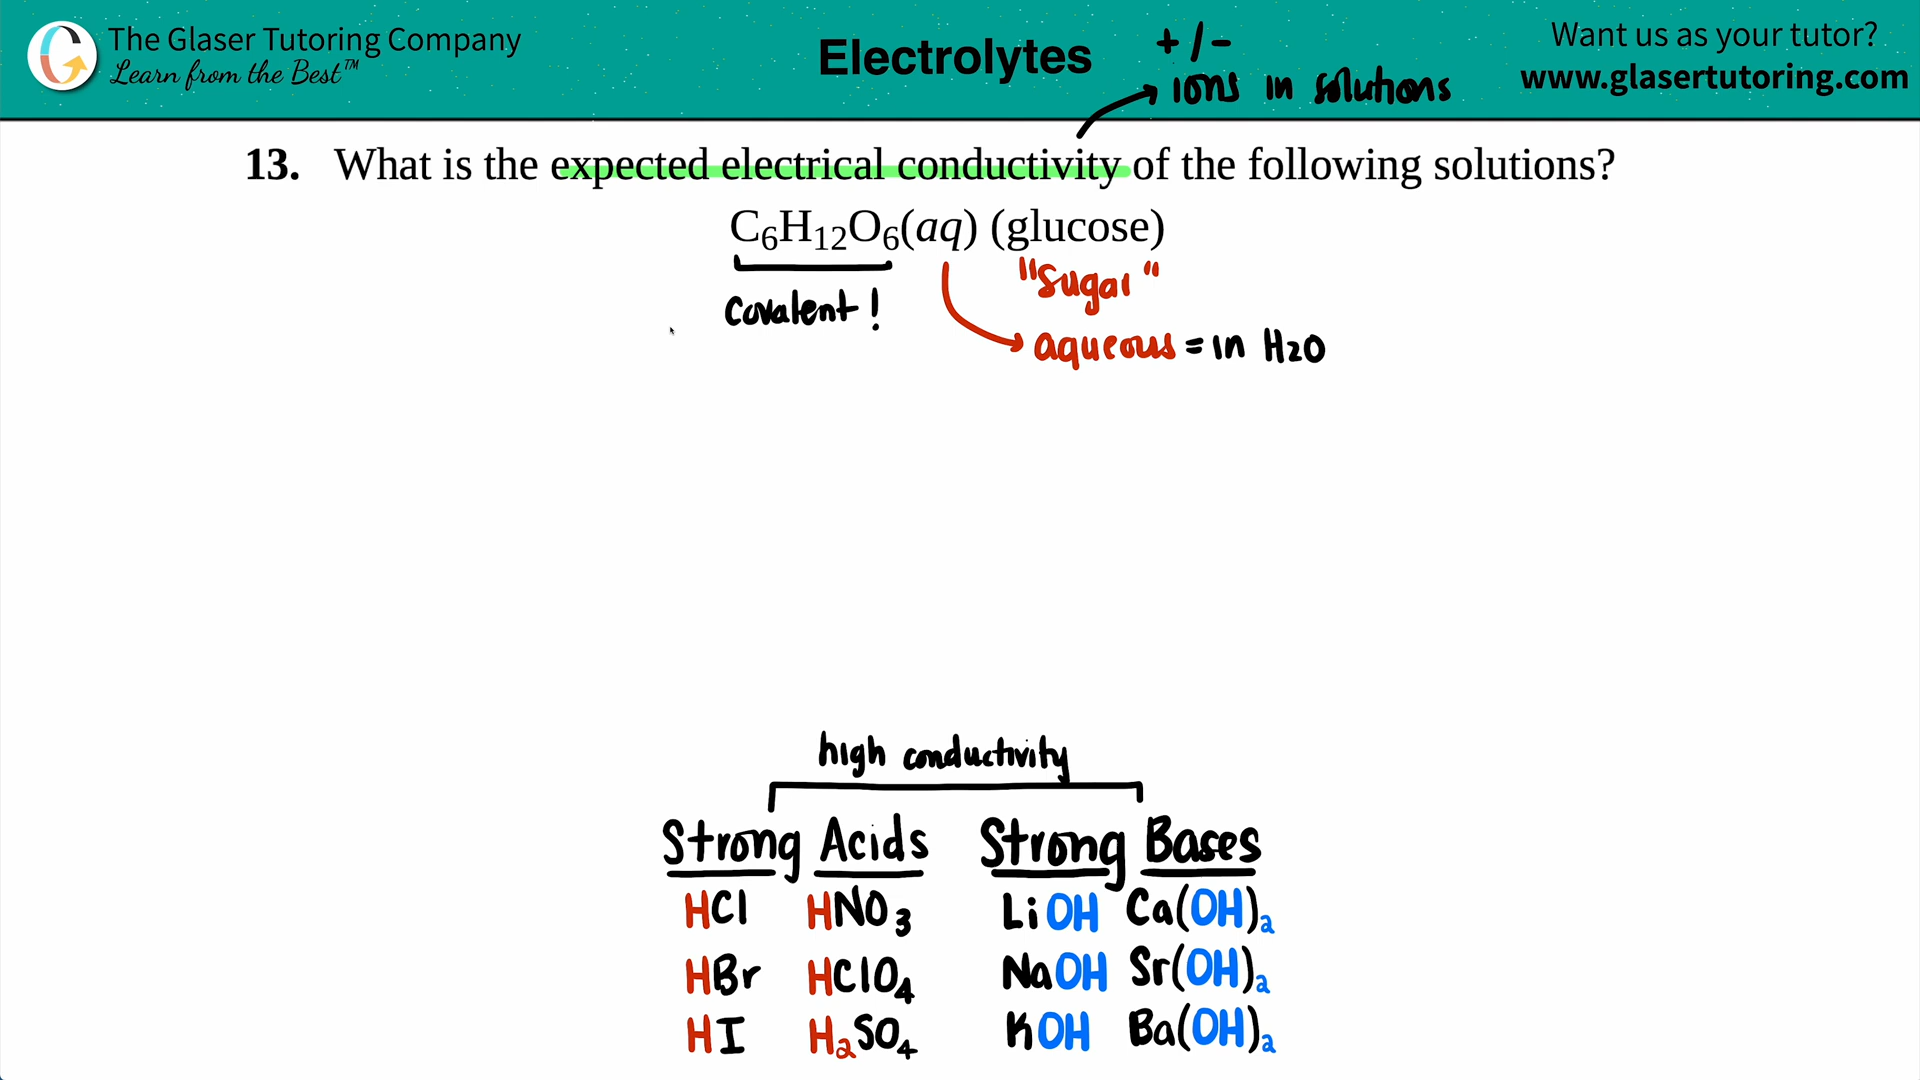 The Glaser Tutoring Company
Learn from the Best™
Electrolytes
+/-
ions in solutions
Want us as your tutor?
www.glasertutoring.com
13. What is the expected electrical conductivity of the following solutions?
C₆H₁₂O₆(aq) (glucose)
covalent!
"Sugar"
aqueous = in H₂O
high conductivity
Strong Acids Strong Bases
HCl HNO₃ LiOH Ca(OH)₂
HBr HClO₄ NaOH Sr(OH)₂
HI H₂SO₄ KOH Ba(OH)₂